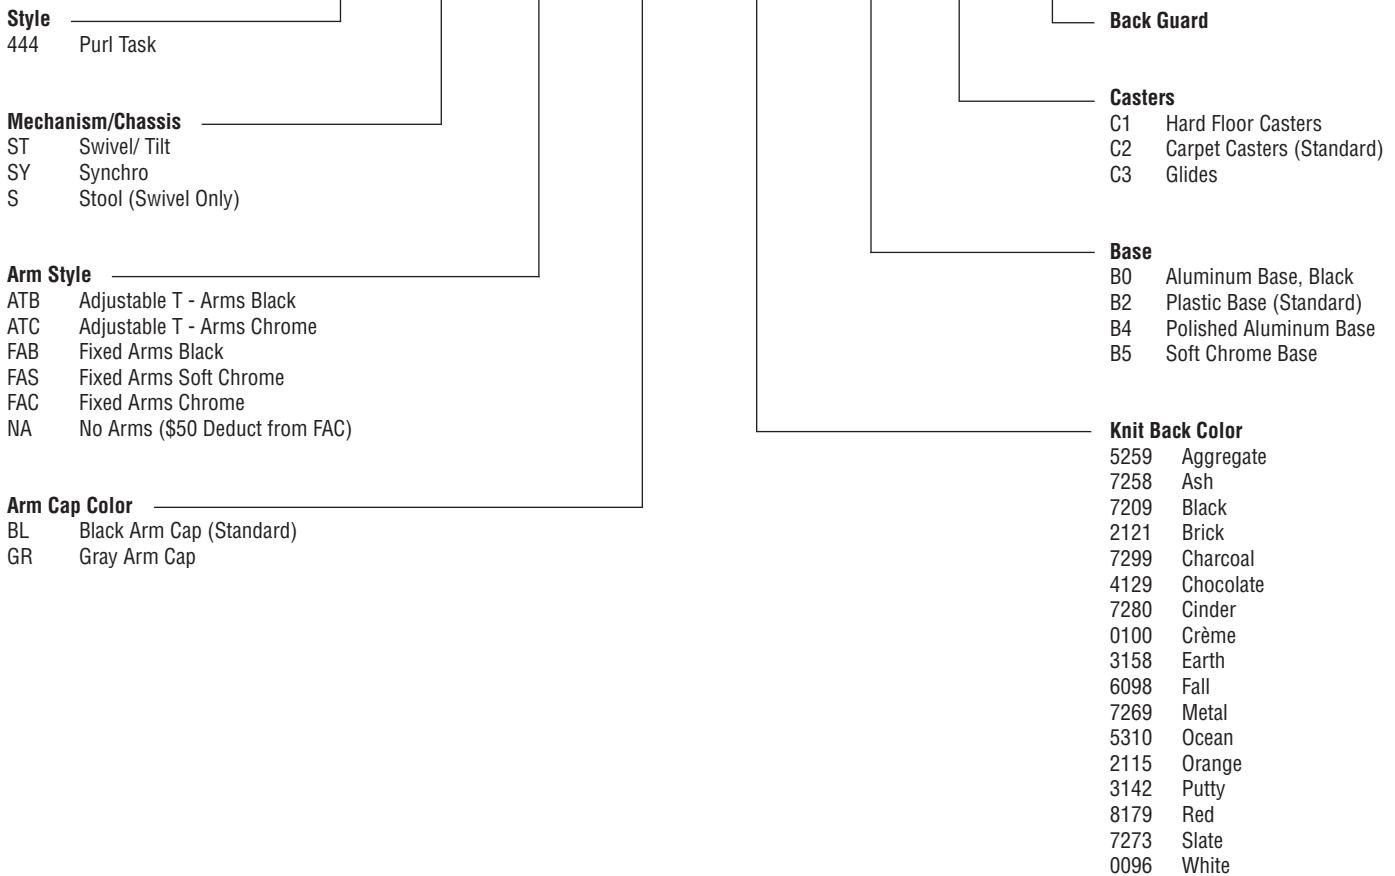 Style
444 Purl Task
Mechanism/Chassis
ST Swivel/ Tilt
SY Synchro
S Stool (Swivel Only)
Arm Style
ATB Adjustable T - Arms Black
ATC Adjustable T - Arms Chrome
FAB Fixed Arms Black
FAS Fixed Arms Soft Chrome
FAC Fixed Arms Chrome
NA No Arms ($50 Deduct from FAC)
Arm Cap Color
BL Black Arm Cap (Standard)
GR Gray Arm Cap
Back Guard
Casters
C1 Hard Floor Casters
C2 Carpet Casters (Standard)
C3 Glides
Base
B0 Aluminum Base, Black
B2 Plastic Base (Standard)
B4 Polished Aluminum Base
B5 Soft Chrome Base
Knit Back Color
5259 Aggregate
7258 Ash
7209 Black
2121 Brick
7299 Charcoal
4129 Chocolate
7280 Cinder
0100 Crème
3158 Earth
6098 Fall
7269 Metal
5310 Ocean
2115 Orange
3142 Putty
8179 Red
7273 Slate
0096 White